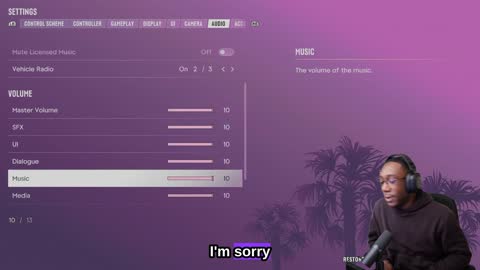 SETTINGS
CONTROL SCHEME CONTROLLER GAMEPLAY DISPLAY UI CAMERA AUDIO
Mute Licensed Music Off
Vehicle Radio On 2 / 3
VOLUME
Master Volume 10
SFX 10
UI 10
Dialogue 10
Music 10
Media 10
10 / 13
MUSIC
The volume of the music.
I'm sorry